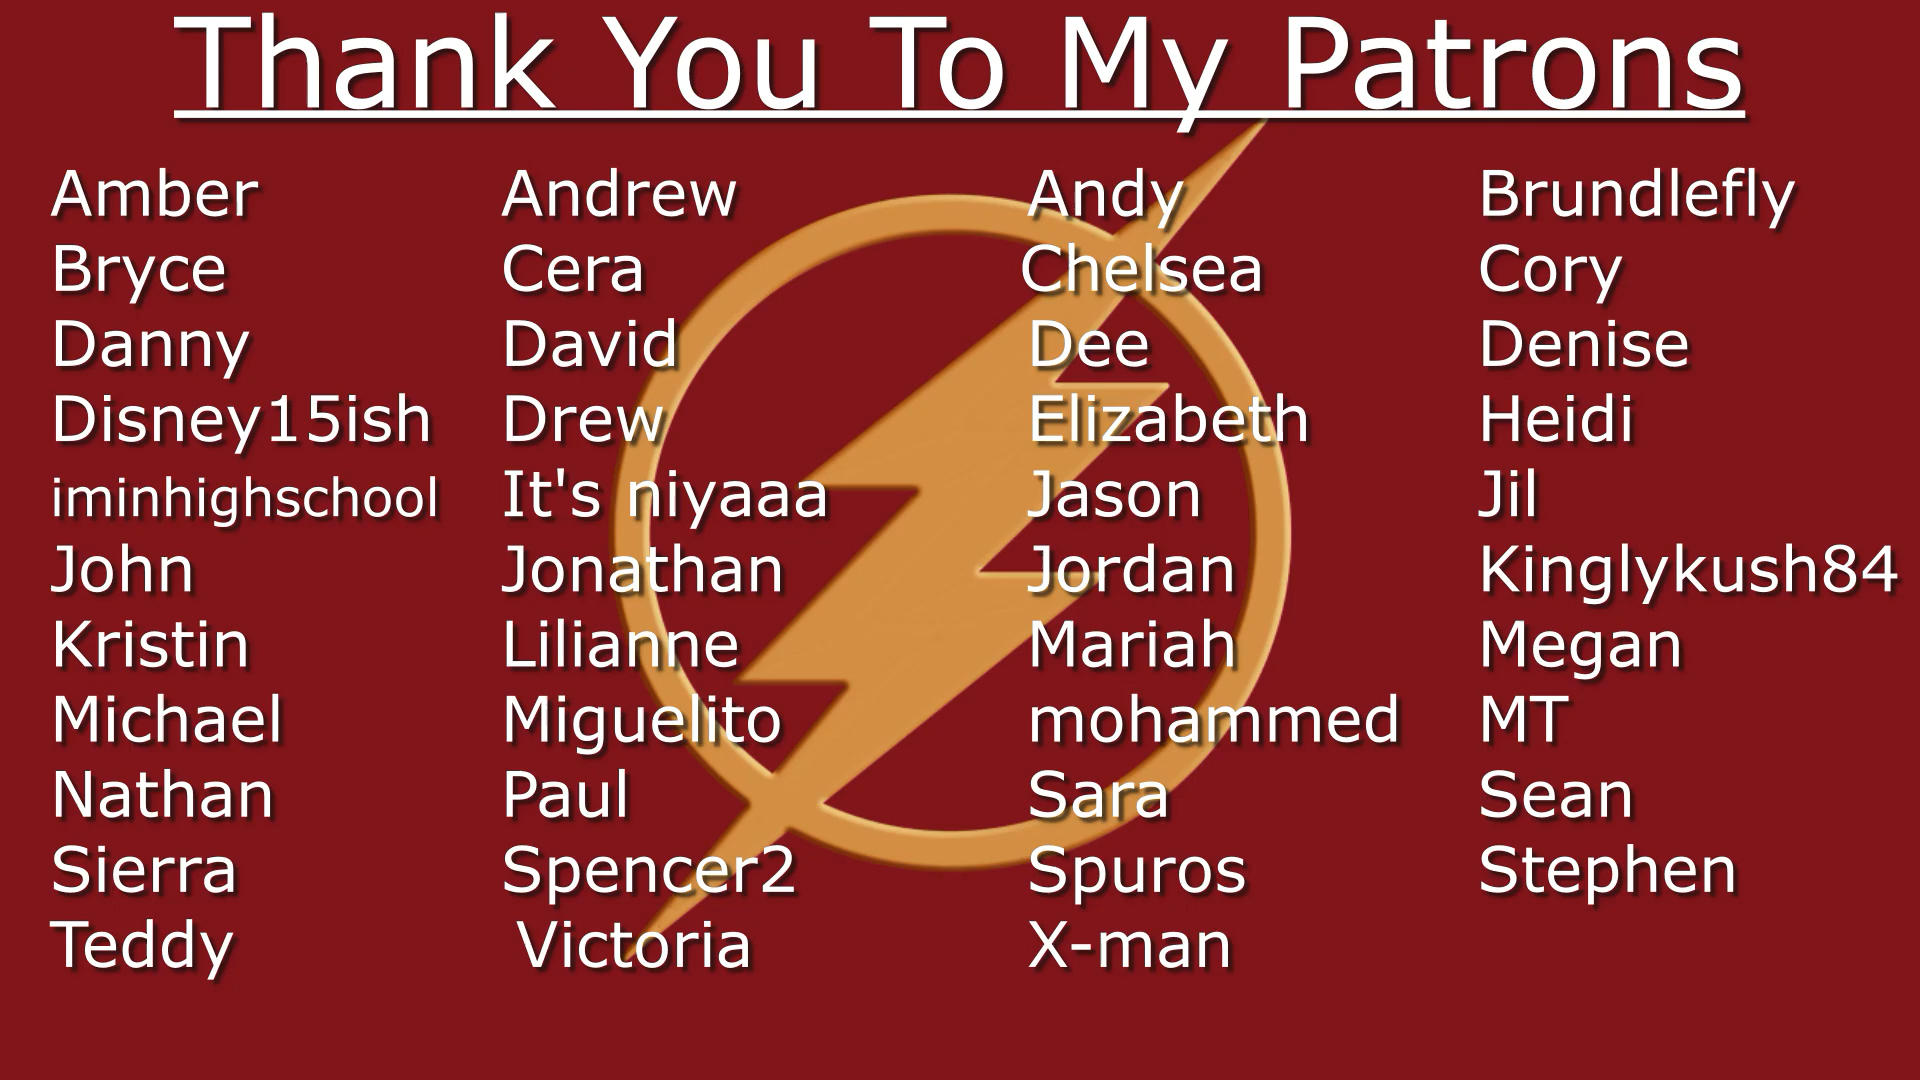 Thank You To My Patrons
Amber Andrew Andy Brundlefly
Bryce Cera Chelsea Cory
Danny David Dee Denise
Disney15ish Drew Elizabeth Heidi
iminhighschool It's niyaaa Jason Jil
John Jonathan Jordan Kinglykush84
Kristin Lilianne Mariah Megan
Michael Miguelito mohammed MT
Nathan Paul Sara Sean
Sierra Spencer2 Spuros Stephen
Teddy Victoria X-man